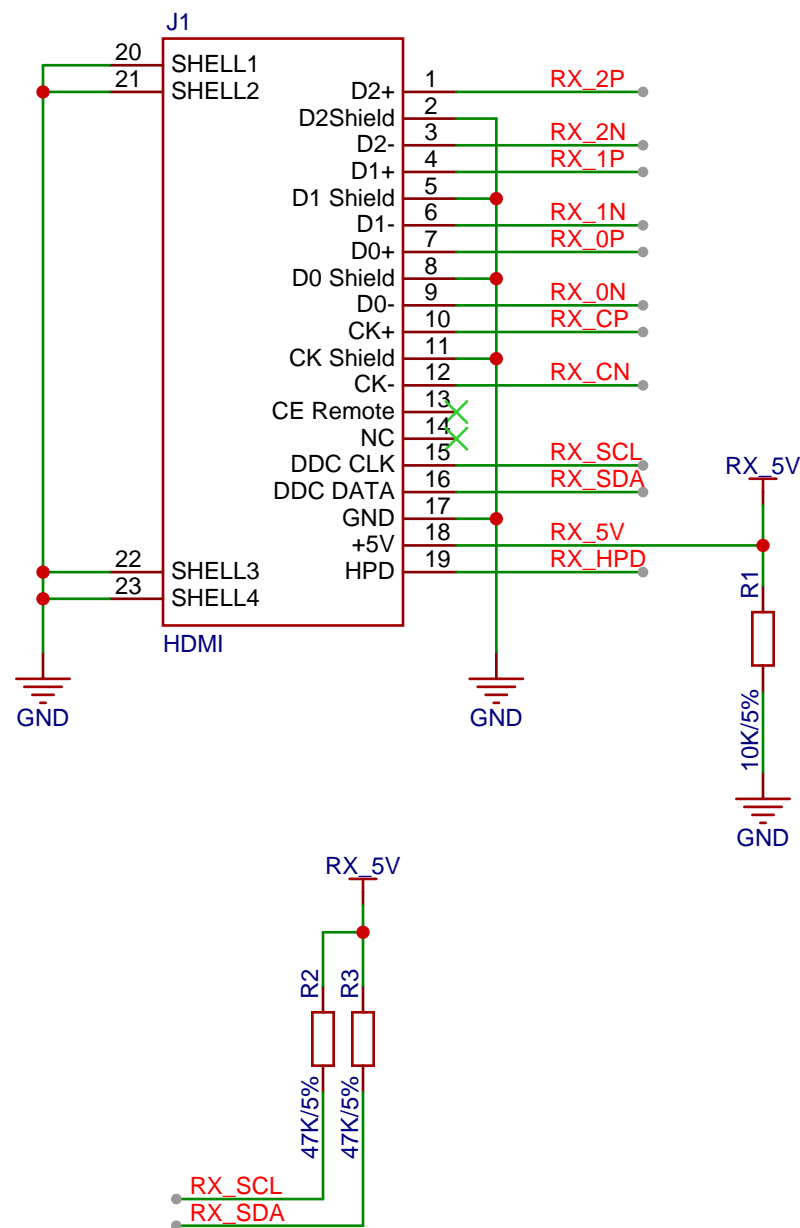 J1
20 SHELL1
21 SHELL2
D2+ 1 RX_2P
D2Shield 2
D2- 3 RX_2N
D1+ 4 RX_1P
D1 Shield 5
D1- 6 RX_1N
D0+ 7 RX_0P
D0 Shield 8
D0- 9 RX_0N
CK+ 10 RX_CP
CK Shield 11
CK- 12 RX_CN
CE Remote 13
NC 14
DDC CLK 15 RX_SCL
DDC DATA 16 RX_SDA
GND 17
+5V 18 RX_5V
22 SHELL3 HPD 19 RX_HPD
23 SHELL4
HDMI
GND
GND
RX_5V
R1
10K/5%
GND
RX_5V
R2
R3
47K/5%
47K/5%
RX_SCL
RX_SDA